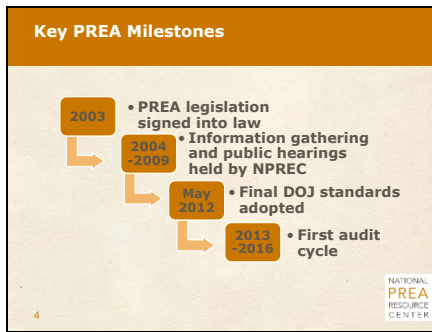 Key PREA Milestones
2003
• PREA legislation
signed into law
2004
-2009
• Information gathering
and public hearings
held by NPREC
May
2012
• Final DOJ standards
adopted
2013
-2016
• First audit
cycle
4
NATIONAL
PREA
RESOURCE
CENTER